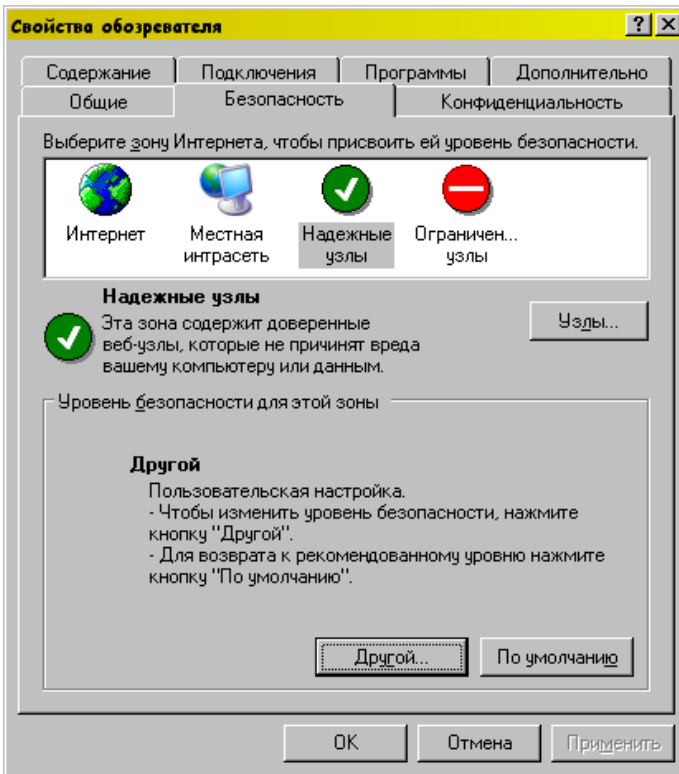 Свойства обозревателя
Содержание Подключения Программы Дополнительно
Общие Безопасность Конфиденциальность
Выберите зону Интернета, чтобы присвоить ей уровень безопасности.
Интернет Местная интрасеть Надежные узлы Ограничен... узлы
Надежные узлы
Эта зона содержит доверенные
веб-узлы, которые не причинят вреда
вашему компьютеру или данным.
Узлы...
Уровень безопасности для этой зоны
Другой
Пользовательская настройка.
- Чтобы изменить уровень безопасности, нажмите
кнопку "Другой".
- Для возврата к рекомендованному уровню нажмите
кнопку "По умолчанию".
Другой... По умолчанию
OK Отмена Применить